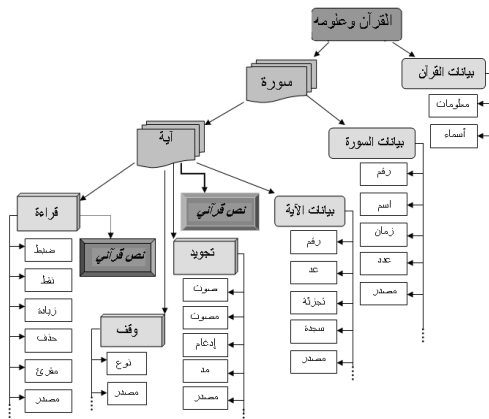 القرآن وعلومه
بيانات القرآن
معلومات
أسماء
سورة
بيانات السورة
رقم
اسم
زمان
عدد
مصدر
آية
نص قرآني
بيانات الآية
رقم
عد
تجزئة
سجدة
مصدر
تجويد
صوت
مصوت
إدغام
مد
مصدر
وقف
نوع
مصدر
قراءة
نص قرآني
ضبط
نقط
زيادة
حذف
مقرئ
مصدر